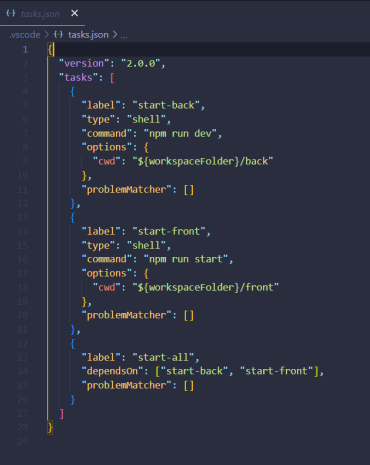 tasks.json
.vscode > tasks.json > ...
1 {
2 "version": "2.0.0",
3 "tasks": [
4 {
5 "label": "start-back",
6 "type": "shell",
7 "command": "npm run dev",
8 "options": {
9 "cwd": "${workspaceFolder}/back"
10 },
11 "problemMatcher": []
12 },
13 {
14 "label": "start-front",
15 "type": "shell",
16 "command": "npm run start",
17 "options": {
18 "cwd": "${workspaceFolder}/front"
19 },
20 "problemMatcher": []
21 },
22 {
23 "label": "start-all",
24 "dependsOn": ["start-back", "start-front"],
25 "problemMatcher": []
26 }
27 ]
28 }
29